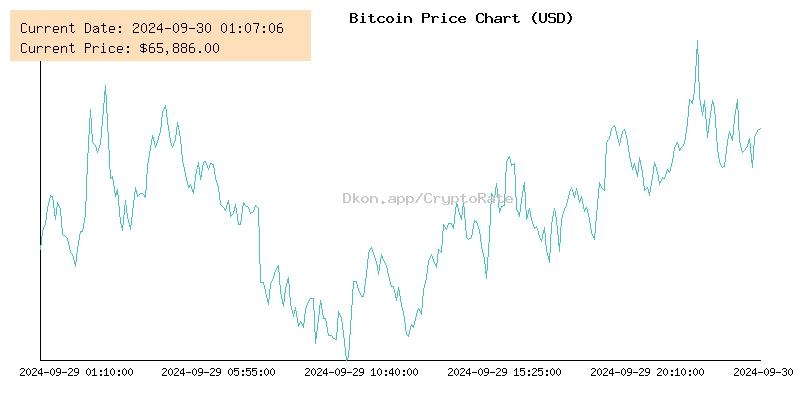 Bitcoin Price Chart (USD)
Current Date: 2024-09-30 01:07:06
Current Price: $65,886.00
Dkon.app/CryptoRate
2024-09-29 01:10:00 2024-09-29 05:55:00 2024-09-29 10:40:00 2024-09-29 15:25:00 2024-09-29 20:10:00 2024-09-30